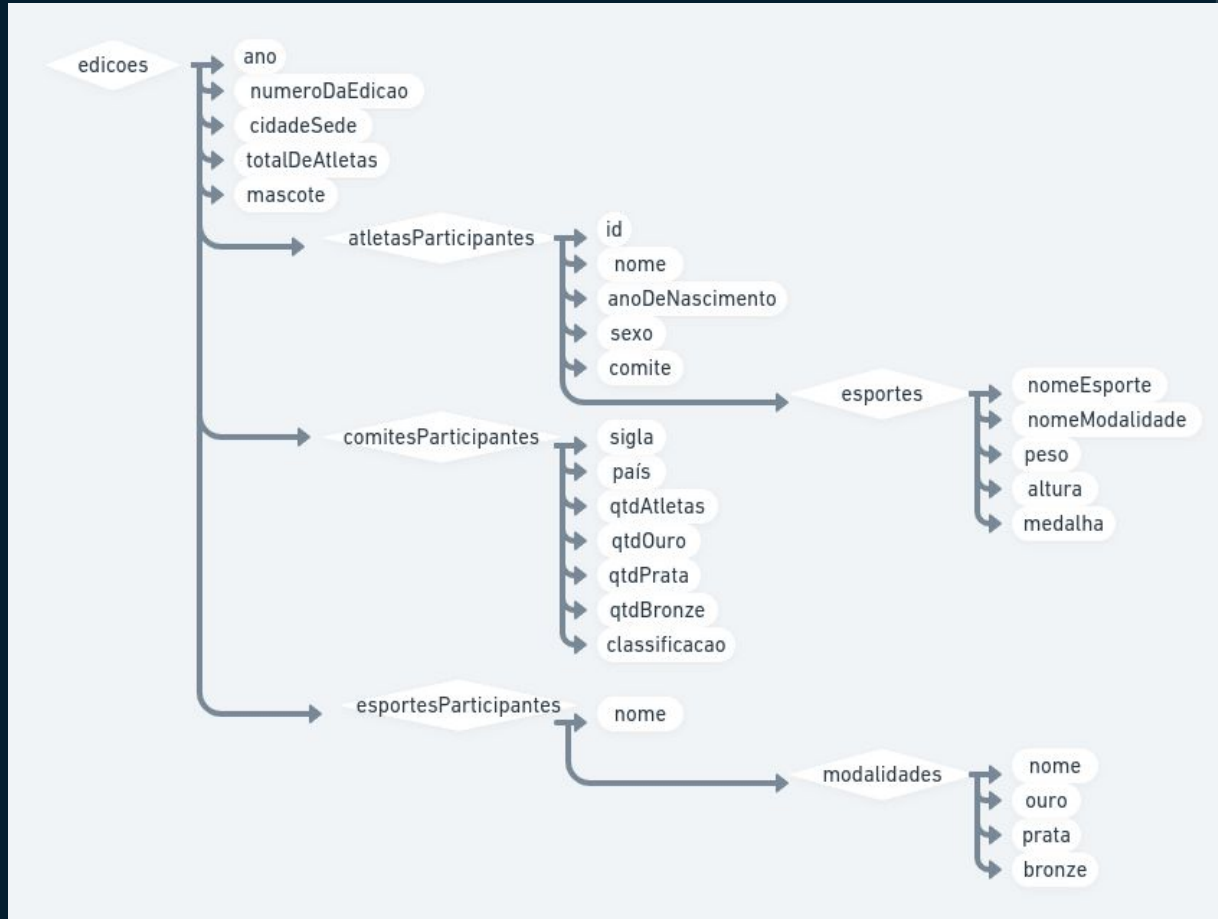 edicoes
ano
numeroDaEdicao
cidadeSede
totalDeAtletas
mascote
atletasParticipantes
id
nome
anoDeNascimento
sexo
comite
esportes
nomeEsporte
nomeModalidade
peso
altura
medalha
comitesParticipantes
sigla
país
qtdAtletas
qtdOuro
qtdPrata
qtdBronze
classificacao
esportesParticipantes
nome
modalidades
nome
ouro
prata
bronze